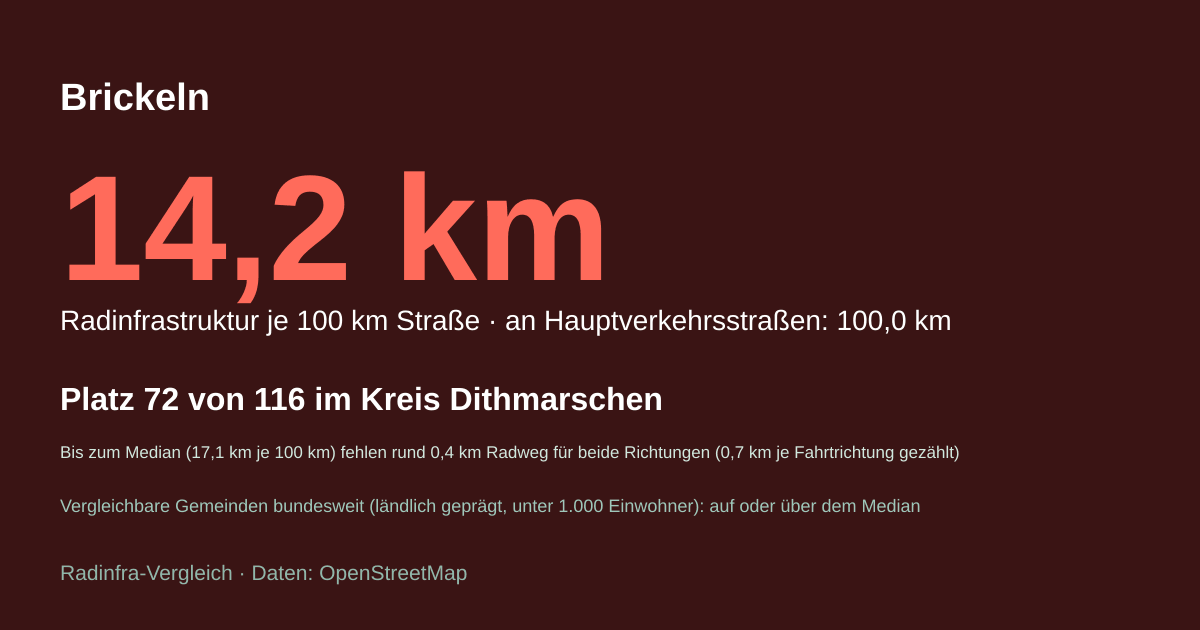 Brickeln
14,2 km
Radinfrastruktur je 100 km Straße · an Hauptverkehrsstraßen: 100,0 km
Platz 72 von 116 im Kreis Dithmarschen
Bis zum Median (17,1 km je 100 km) fehlen rund 0,4 km Radweg für beide Richtungen (0,7 km je Fahrtrichtung gezählt)
Vergleichbare Gemeinden bundesweit (ländlich geprägt, unter 1.000 Einwohner): auf oder über dem Median
Radinfra-Vergleich · Daten: OpenStreetMap